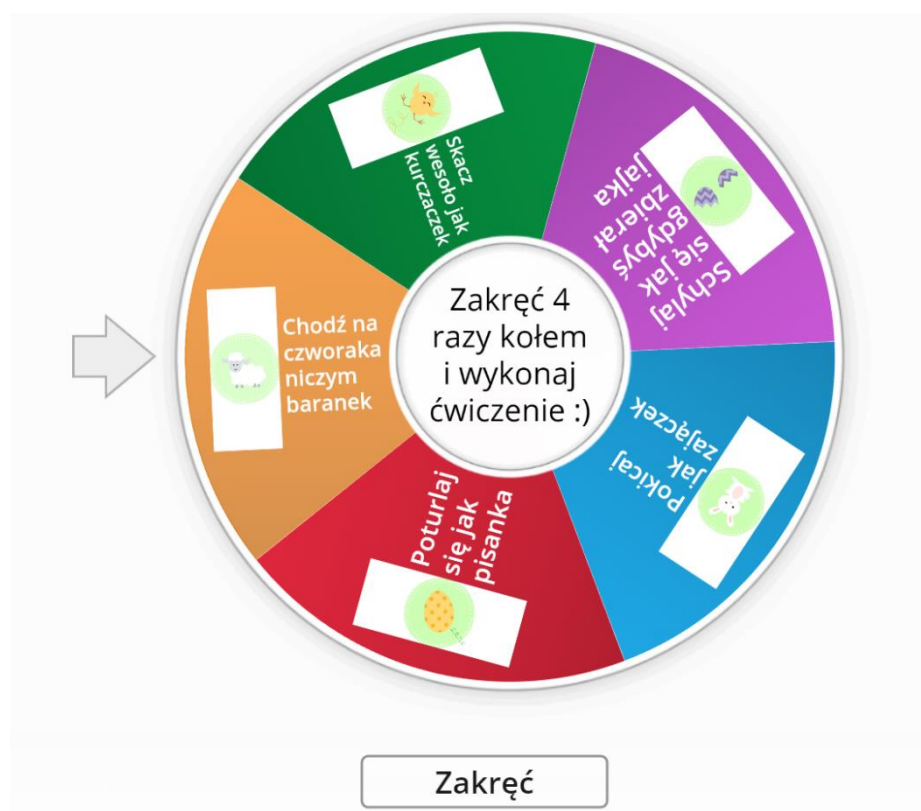 Skacz
wesoło jak
kurczaczek
Schylaj
się jak
gdybyś
zbierał
jajka
Chodź na
czworaka
niczym
baranek
Zakręć 4
razy kołem
i wykonaj
ćwiczenie :)
Pokicaj
jak
zajączek
Poturlaj
się jak
pisanka
Zakręć